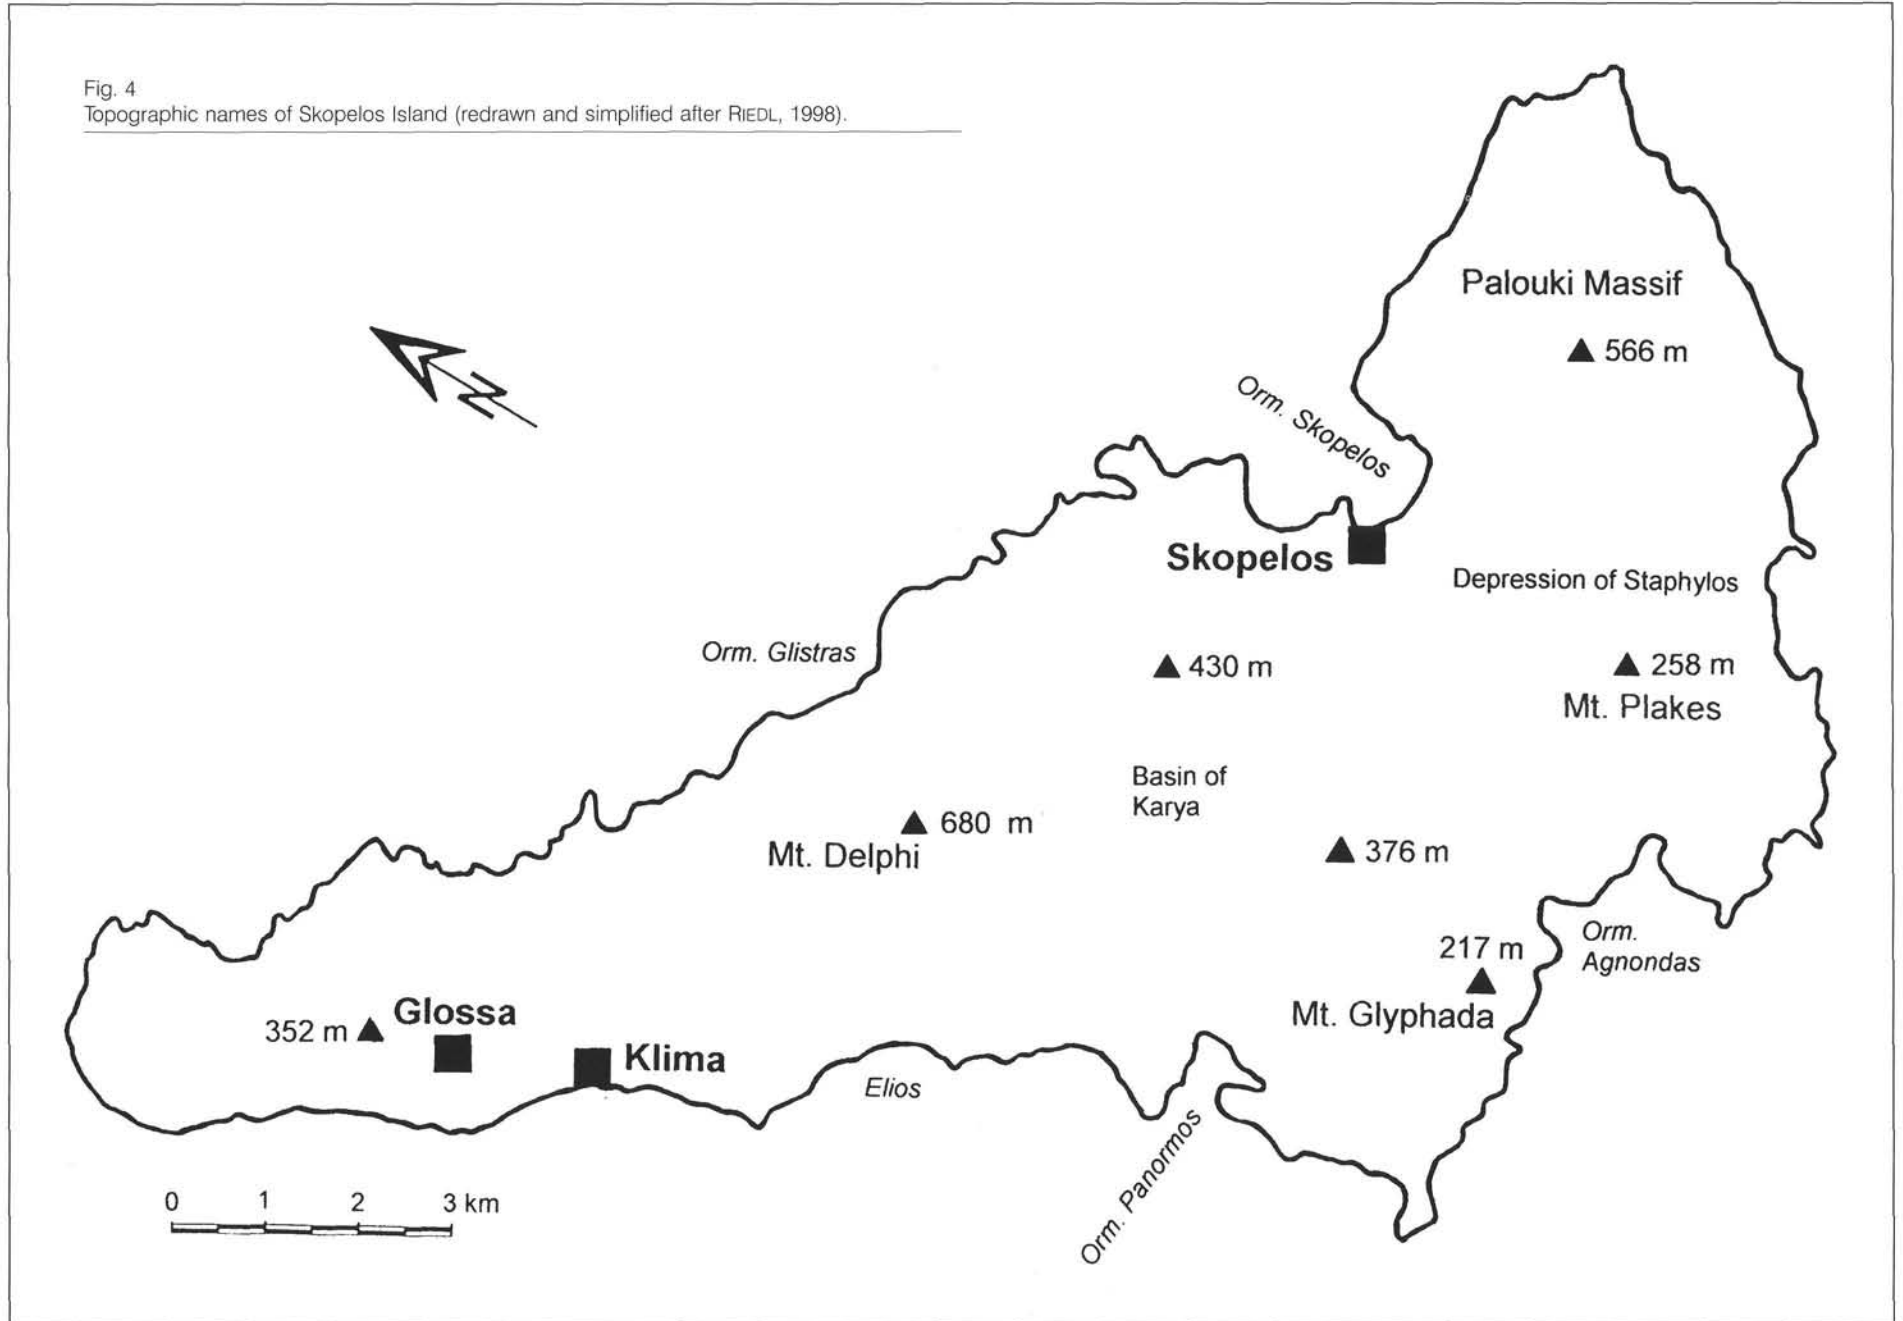 Fig. 4
Topographic names of Skopelos Island (redrawn and simplified after RIEDL, 1998).
Palouki Massif
566 m
Orm. Skopelos
Skopelos
Depression of Staphylos
Orm. Glistras
430 m
258 m
Mt. Plakes
Basin of
Karya
680 m
Mt. Delphi
376 m
Orm.
Agnondas
217 m
Mt. Glyphada
Glossa
352 m
Klima
Elios
Orm. Panormos
0 1 2 3 km